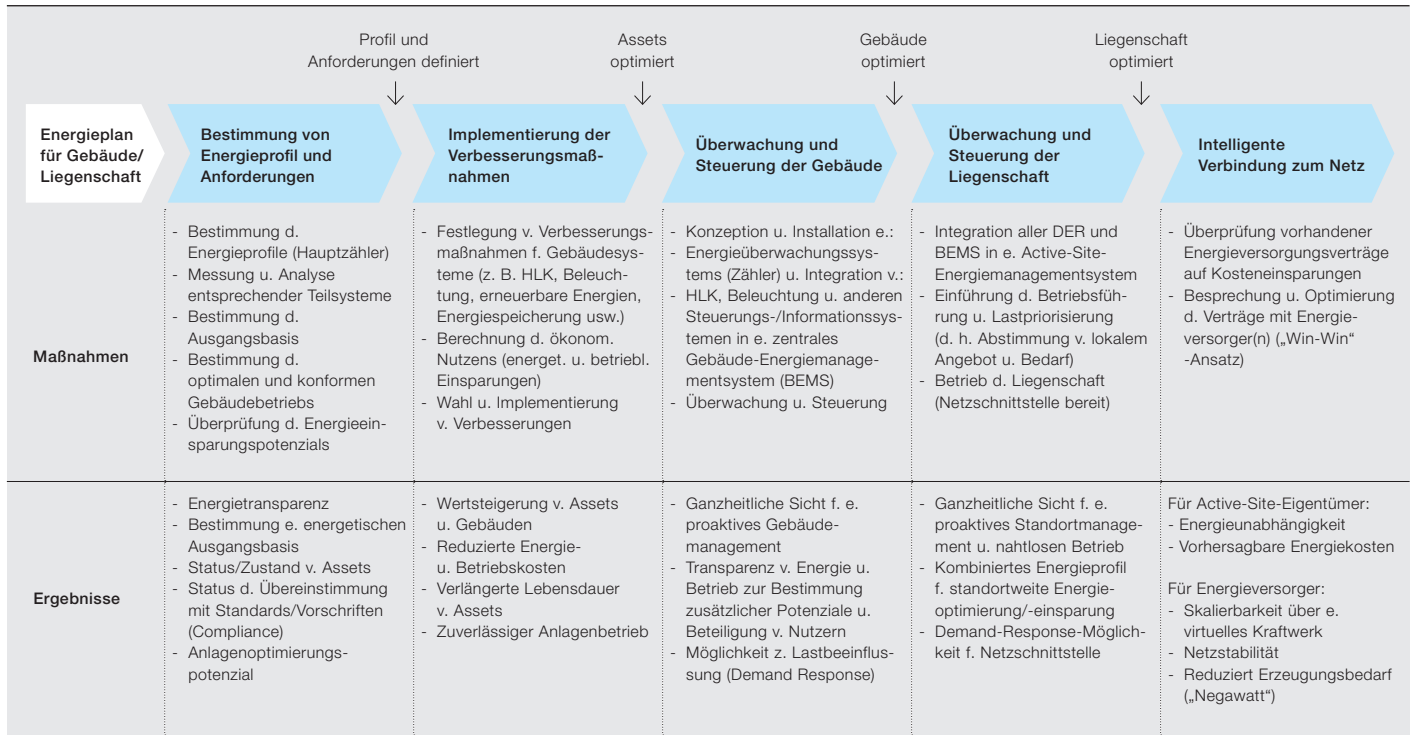 Profil und
Anforderungen definiert
Assets
optimiert
Gebäude
optimiert
Liegenschaft
optimiert
Energieplan
für Gebäude/
Liegenschaft
Bestimmung von
Energieprofil und
Anforderungen
Implementierung der
Verbesserungsmaß-
nahmen
Überwachung und
Steuerung der Gebäude
Überwachung und
Steuerung der
Liegenschaft
Intelligente
Verbindung zum Netz
Maßnahmen
- Bestimmung d.
Energieprofile (Hauptzähler)
- Messung u. Analyse
entsprechender Teilsysteme
- Bestimmung d.
Ausgangbasis
- Bestimmung d.
optimalen und konformen
Gebäudebetriebs
- Überprüfung d. Energieein-
sparungspotenzials
- Festlegung v. Verbesserungs-
maßnahmen f. Gebäudesys-
teme (z. B. HLK, Beleuch-
tung, erneuerbare Energien,
Energiespeicherung usw.)
- Berechnung d. ökonom.
Nutzens (energet. u. betriebl.
Einsparungen)
- Wahl u. Implementierung
v. Verbesserungen
- Konzeption u. Installation e.:
- Energieüberwachungssys-
tems (Zähler) u. Integration v.:
- HLK, Beleuchtung u. anderen
Steuerungs-/Informationssys-
temen in e. zentrales
Gebäude-Energiemanage-
mentsystem (BEMS)
- Überwachung u. Steuerung
- Integration aller DER und
BEMS in e. Active-Site-
Energiemanagementsystem
- Einführung d. Betriebsfüh-
rung u. Lastpriorisierung
(d. h. Abstimmung v. lokalem
Angebot u. Bedarf)
- Betrieb d. Liegenschaft
(Netzschnittstelle bereit)
- Überprüfung vorhandener
Energieversorgungsverträge
auf Kosteneinsparungen
- Besprechung u. Optimierung
d. Verträge mit Energie-
versorger(n) („Win-Win“
-Ansatz)
Ergebnisse
- Energietransparenz
- Bestimmung e. energetischen
Ausgangsbasis
- Status/Zustand v. Assets
- Status d. Übereinstimmung
mit Standards/Vorschriften
(Compliance)
- Anlagenoptimierungs-
potenzial
- Wertsteigerung v. Assets
u. Gebäuden
- Reduzierte Energie-
u. Betriebskosten
- Verlängerte Lebensdauer
v. Assets
- Zuverlässiger Anlagenbetrieb
- Ganzheitliche Sicht f. e.
proaktives Gebäude-
management
- Transparenz v. Energie u.
Betrieb zur Bestimmung
zusätzlicher Potenziale u.
Beteiligung v. Nutzern
- Möglichkeit z. Lastbeeinflus-
sung (Demand Response)
- Ganzheitliche Sicht f. e.
proaktives Standortmanage-
ment u. nahtlosen Betrieb
- Kombiniertes Energieprofil
f. standortweite Energie-
optimierung/-einsparung
- Demand-Response-Möglich-
keit f. Netzschnittstelle
Für Active-Site-Eigentümer:
- Energieunabhängigkeit
- Vorhersagbare Energiekosten
Für Energieversorger:
- Skalierbarkeit über e.
virtuelles Kraftwerk
- Netzstabilität
- Reduziert Erzeugungsbedarf
(„Negawatt“)